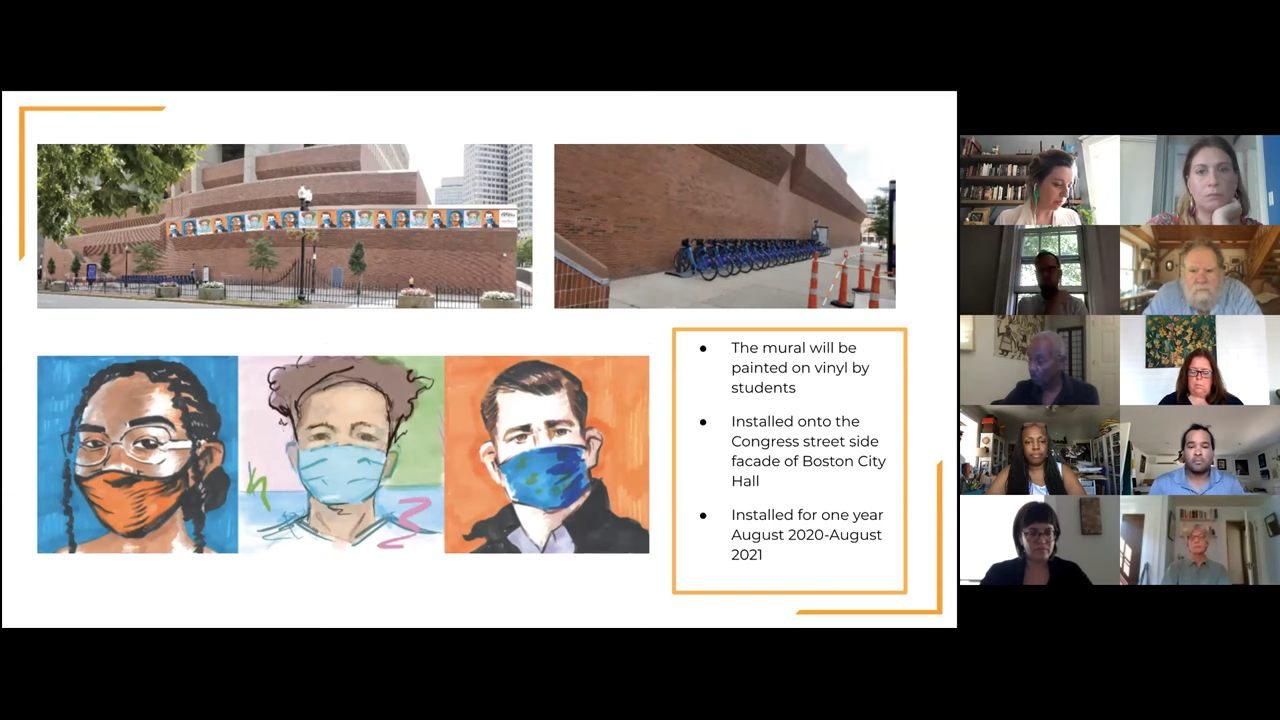 ● The mural will be
painted on vinyl by
students
● Installed onto the
Congress street side
facade of Boston City
Hall
● Installed for one year
August 2020-August
2021